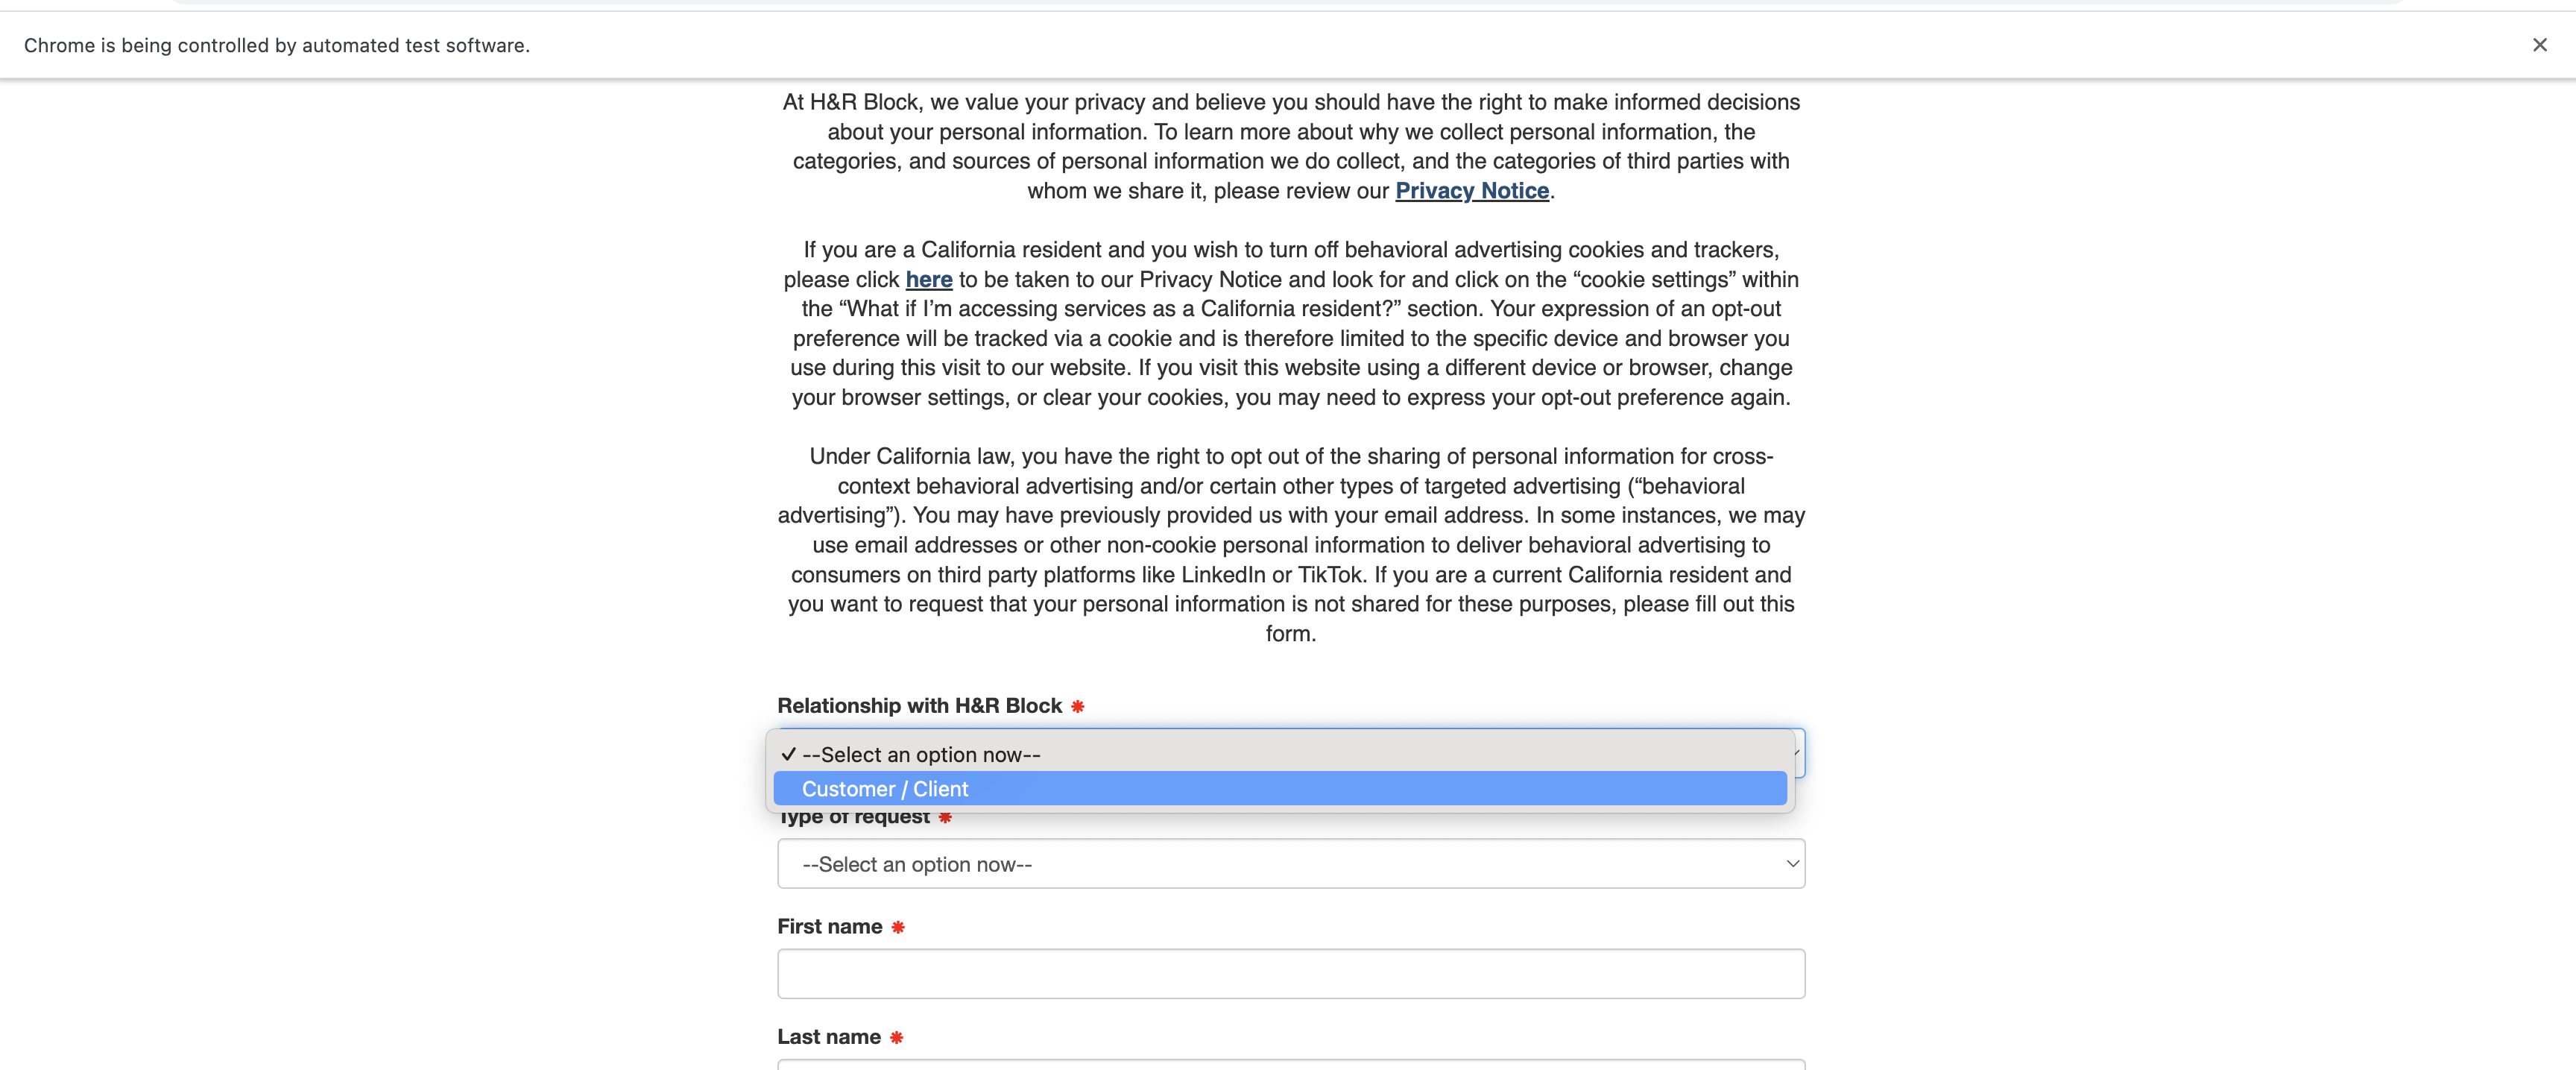 Chrome is being controlled by automated test software.
At H&R Block, we value your privacy and believe you should have the right to make informed decisions
about your personal information. To learn more about why we collect personal information, the
categories, and sources of personal information we do collect, and the categories of third parties with
whom we share it, please review our Privacy Notice.
If you are a California resident and you wish to turn off behavioral advertising cookies and trackers,
please click here to be taken to our Privacy Notice and look for and click on the “cookie settings” within
the “What if I’m accessing services as a California resident?” section. Your expression of an opt-out
preference will be tracked via a cookie and is therefore limited to the specific device and browser you
use during this visit to our website. If you visit this website using a different device or browser, change
your browser settings, or clear your cookies, you may need to express your opt-out preference again.
Under California law, you have the right to opt out of the sharing of personal information for cross-
context behavioral advertising and/or certain other types of targeted advertising (“behavioral
advertising”). You may have previously provided us with your email address. In some instances, we may
use email addresses or other non-cookie personal information to deliver behavioral advertising to
consumers on third party platforms like LinkedIn or TikTok. If you are a current California resident and
you want to request that your personal information is not shared for these purposes, please fill out this
form.
Relationship with H&R Block *
✓ --Select an option now--
Customer / Client
Type of request *
--Select an option now--
First name *
Last name *